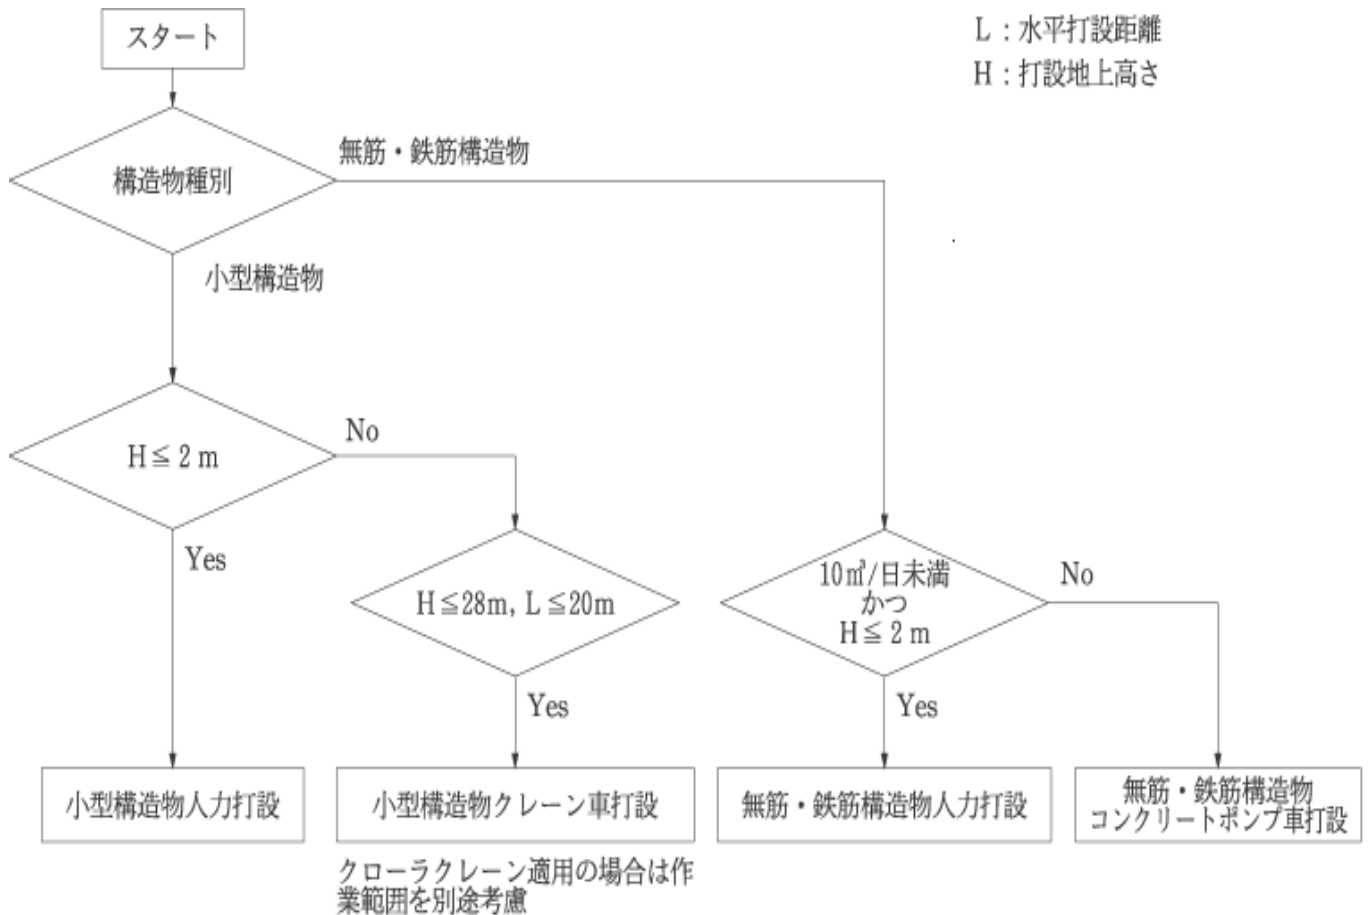 スタート
L：水平打設距離
H：打設地上高さ
無筋・鉄筋構造物
構造物種別
小型構造物
No
H≦2m
Yes
10㎥/日未満
かつ
H≦2m
No
H≦28m, L≦20m
Yes
Yes
小型構造物人力打設
小型構造物クレーン車打設
無筋・鉄筋構造物人力打設
無筋・鉄筋構造物
コンクリートポンプ車打設
クローラクレーン適用の場合は作
業範囲を別途考慮